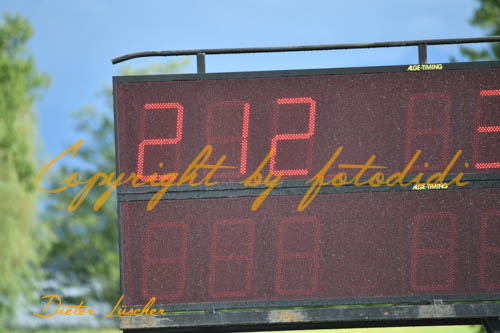 ALGE-TIMING
212
Copyright by fotodidi
ALGE-TIMING
Dieter Lüscher